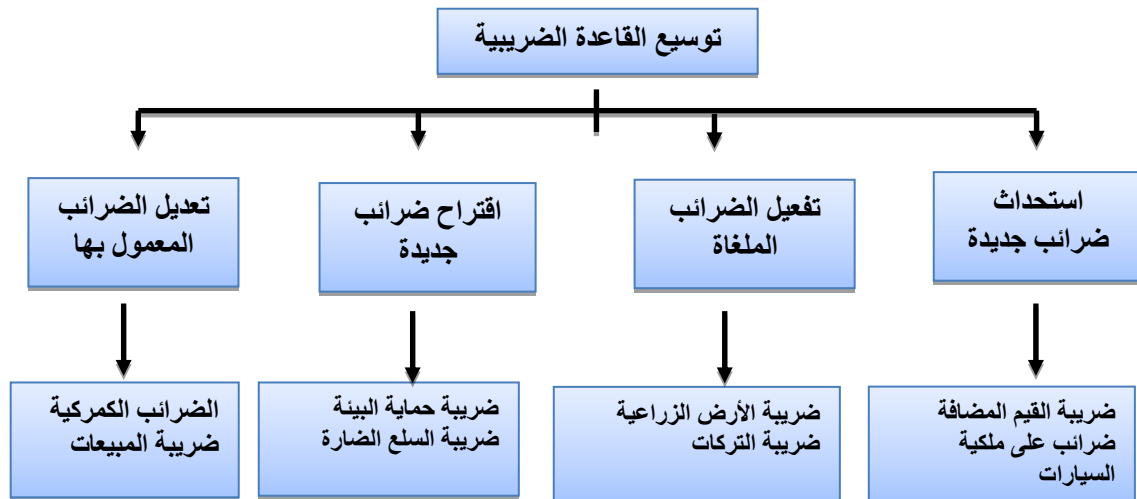 توسيع القاعدة الضريبية
استحداث
ضرائب جديدة
تفعيل الضرائب
الملغاة
اقتراح ضرائب
جديدة
تعديل الضرائب
المعمول بها
ضريبة القيم المضافة
ضرائب على ملكية
السيارات
ضريبة الأرض الزراعية
ضريبة التركات
ضريبة حماية البيئة
ضريبة السلع الضارة
الضرائب الكمركية
ضريبة المبيعات